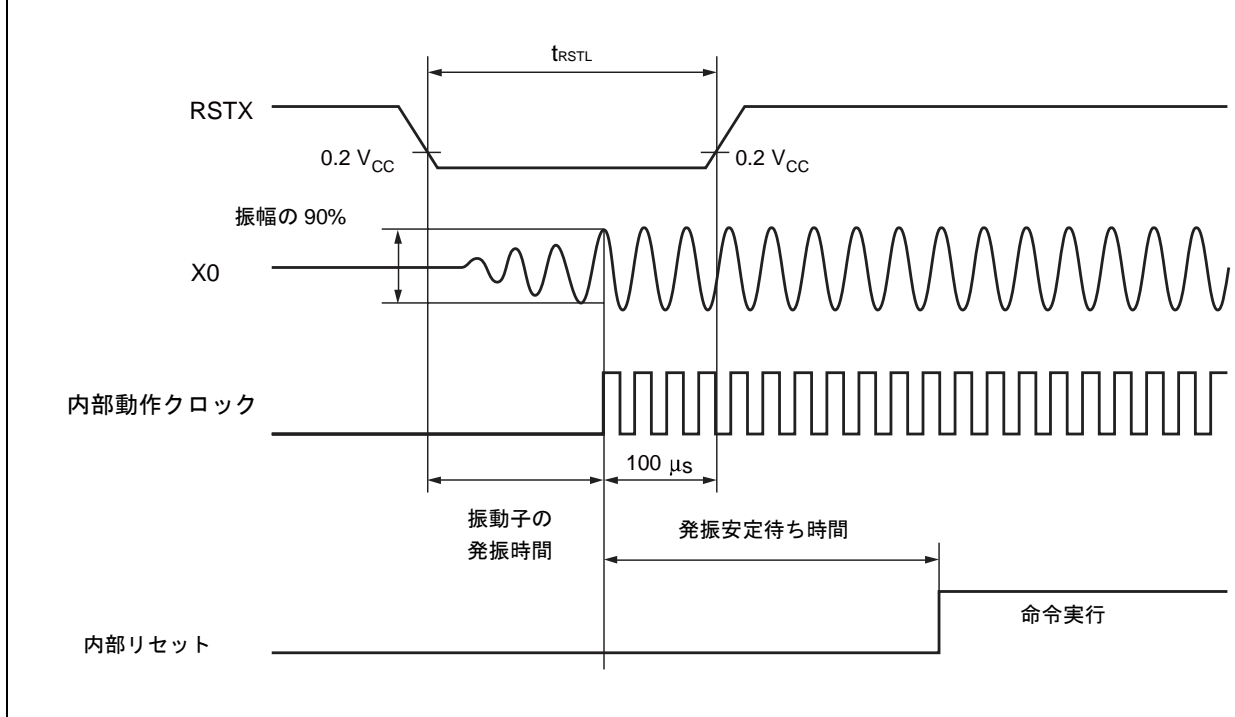 tRSTL
RSTX
0.2 VCC
0.2 VCC
振幅の 90%
X0
内部動作クロック
100 μs
振動子の
発振時間
発振安定待ち時間
命令実行
内部リセット